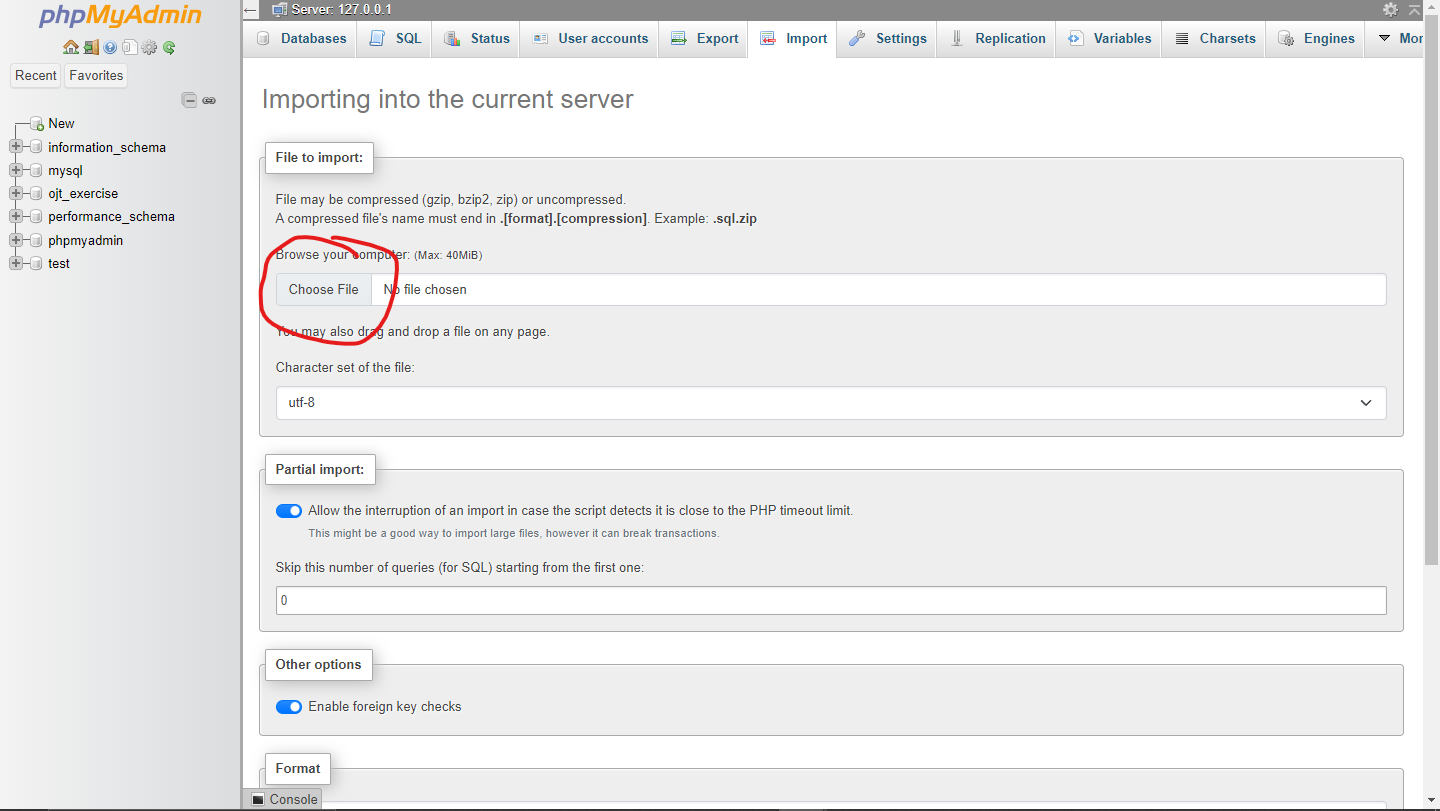 phpMyAdmin
Recent Favorites
New
information_schema
mysql
ojt_exercise
performance_schema
phpmyadmin
test
Server: 127.0.0.1
Databases SQL Status User accounts Export Import Settings Replication Variables Charsets Engines Mor
Importing into the current server
File to import:
File may be compressed (gzip, bzip2, zip) or uncompressed.
A compressed file's name must end in .[format].[compression]. Example: .sql.zip
Browse your computer: (Max: 40MiB)
Choose File No file chosen
You may also drag and drop a file on any page.
Character set of the file:
utf-8
Partial import:
Allow the interruption of an import in case the script detects it is close to the PHP timeout limit.
This might be a good way to import large files, however it can break transactions.
Skip this number of queries (for SQL) starting from the first one:
0
Other options
Enable foreign key checks
Format
Console